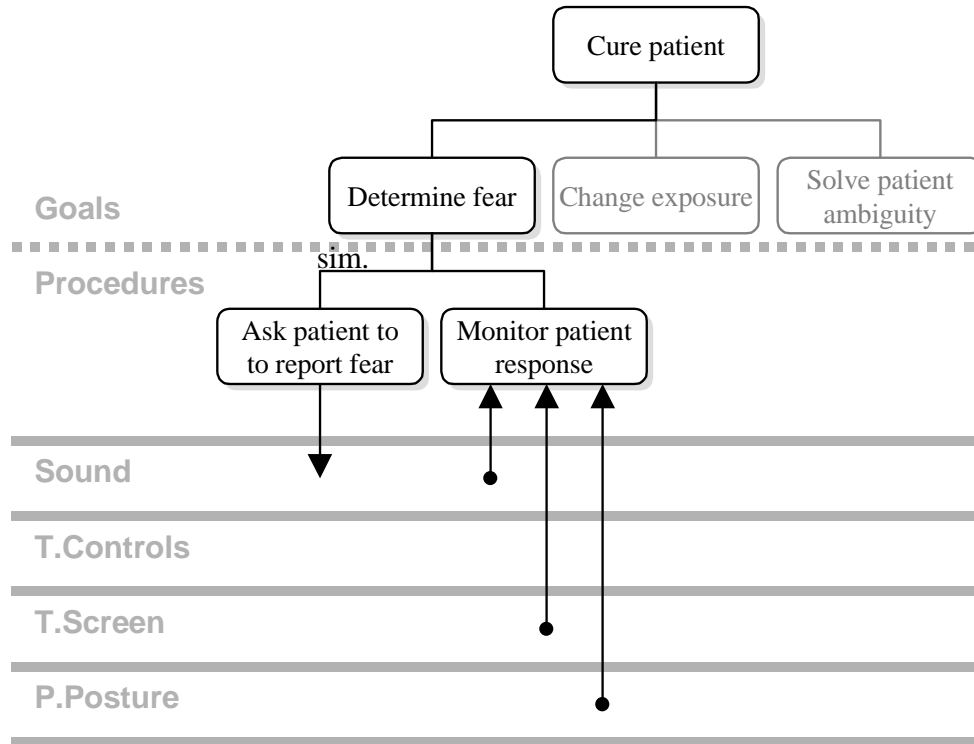 Cure patient
Determine fear
Change exposure
Solve patient
ambiguity
Goals
sim.
Procedures
Ask patient to
to report fear
Monitor patient
response
Sound
T.Controls
T.Screen
P.Posture